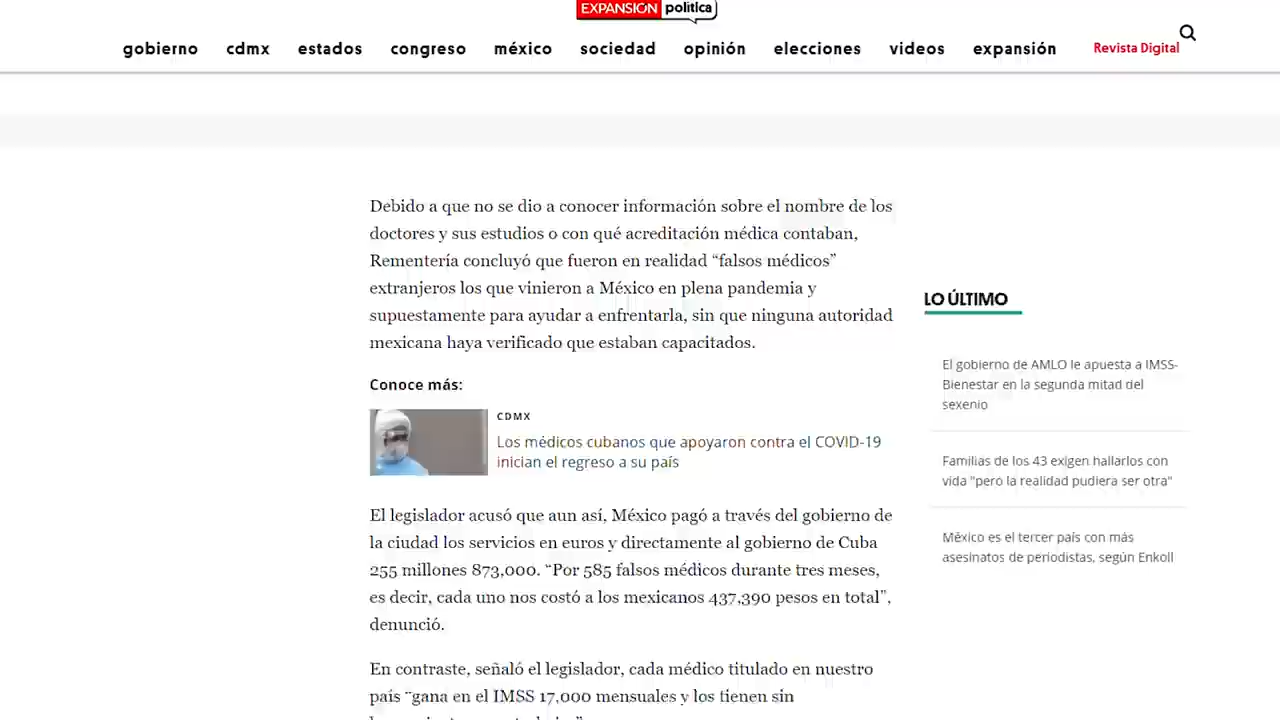 EXPANSIÓN política
gobierno cdmx estados congreso méxico sociedad opinión elecciones videos expansión Revista Digital
Debido a que no se dio a conocer información sobre el nombre de los
doctores y sus estudios o con qué acreditación médica contaban,
Rementería concluyó que fueron en realidad “falsos médicos”
extranjeros los que vinieron a México en plena pandemia y
supuestamente para ayudar a enfrentarla, sin que ninguna autoridad
mexicana haya verificado que estaban capacitados.
Conoce más:
CDMX
Los médicos cubanos que apoyaron contra el COVID-19
inician el regreso a su país
El legislador acusó que aun así, México pagó a través del gobierno de
la ciudad los servicios en euros y directamente al gobierno de Cuba
255 millones 873,000. “Por 585 falsos médicos durante tres meses,
es decir, cada uno nos costó a los mexicanos 437,390 pesos en total”,
denunció.
En contraste, señaló el legislador, cada médico titulado en nuestro
país “gana en el IMSS 17,000 mensuales y los tienen sin
LO ÚLTIMO
El gobierno de AMLO le apuesta a IMSS-
Bienestar en la segunda mitad del
sexenio
Familias de los 43 exigen hallarlos con
vida "pero la realidad pudiera ser otra"
México es el tercer país con más
asesinatos de periodistas, según Enkoll